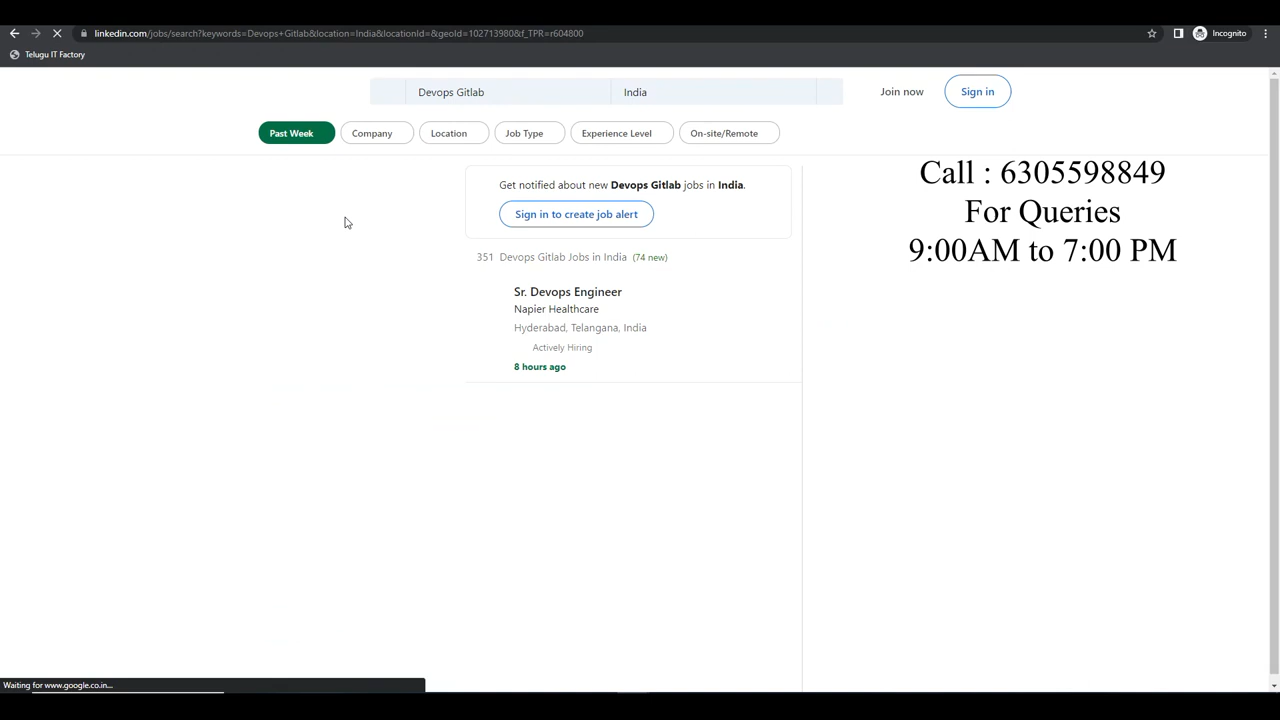 linkedin.com/jobs/search?keywords=Devops+Gitlab&location=India&locationId=&geoId=102713980&f_TPR=r604800
Incognito
Telugu IT Factory
Devops Gitlab
India
Join now
Sign in
Past Week
Company
Location
Job Type
Experience Level
On-site/Remote
Call : 6305598849
For Queries
9:00AM to 7:00 PM
Get notified about new Devops Gitlab jobs in India.
Sign in to create job alert
351 Devops Gitlab Jobs in India (74 new)
Sr. Devops Engineer
Napier Healthcare
Hyderabad, Telangana, India
Actively Hiring
8 hours ago
Waiting for www.google.co.in...